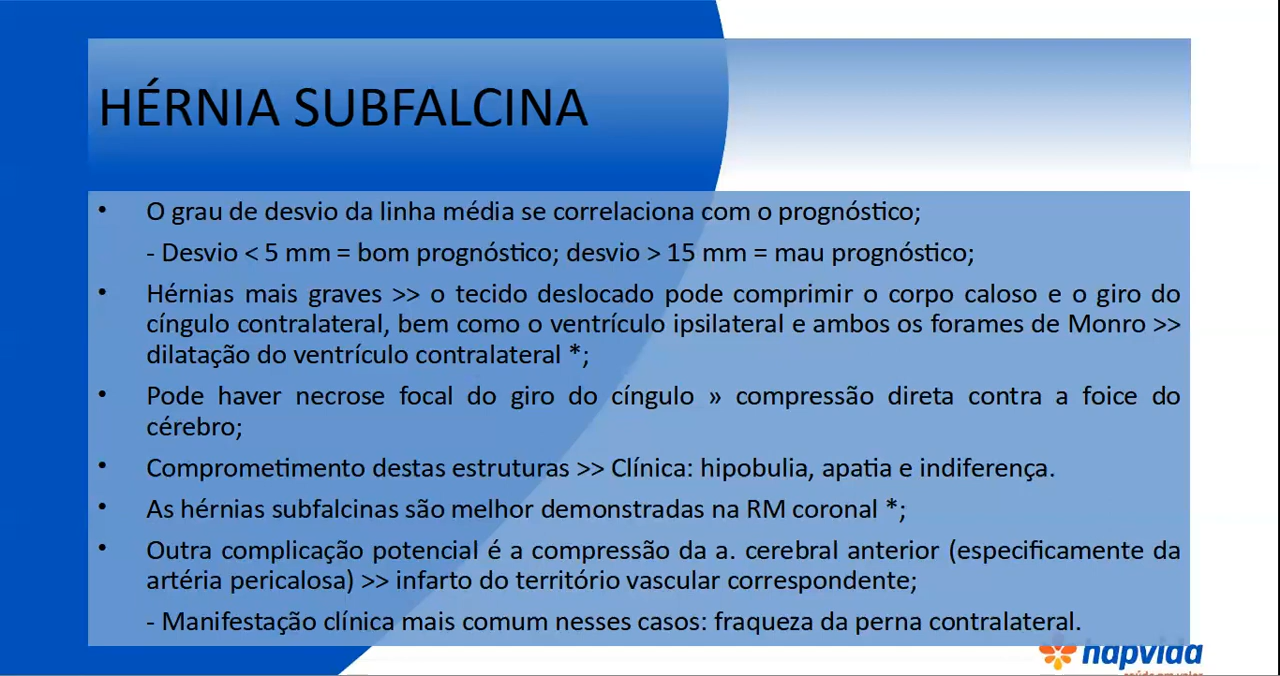 HÉRNIA SUBFALCINA
• O grau de desvio da linha média se correlaciona com o prognóstico;
- Desvio < 5 mm = bom prognóstico; desvio > 15 mm = mau prognóstico;
• Hérnias mais graves >> o tecido deslocado pode comprimir o corpo caloso e o giro do
cíngulo contralateral, bem como o ventrículo ipsilateral e ambos os forames de Monro >>
dilatação do ventrículo contralateral *;
• Pode haver necrose focal do giro do cíngulo » compressão direta contra a foice do
cérebro;
• Comprometimento destas estruturas >> Clínica: hipobulia, apatia e indiferença.
• As hérnias subfalcinas são melhor demonstradas na RM coronal *;
• Outra complicação potencial é a compressão da a. cerebral anterior (especificamente da
artéria pericalosa) >> infarto do território vascular correspondente;
- Manifestação clínica mais comum nesses casos: fraqueza da perna contralateral.
hapvida